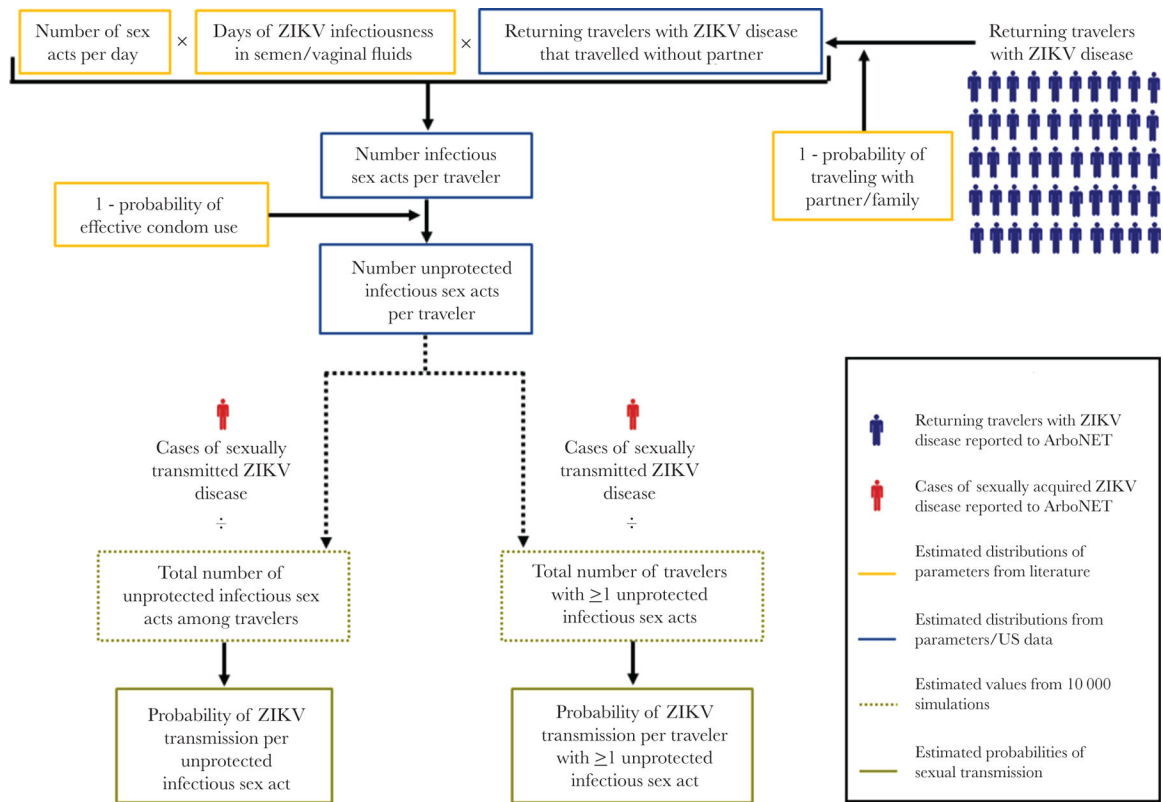 Number of sex
acts per day
×
Days of ZIKV infectiousness
in semen/vaginal fluids
×
Returning travelers with ZIKV disease
that travelled without partner
Returning travelers
with ZIKV disease
1 - probability of
traveling with
partner/family
Number infectious
sex acts per traveler
1 - probability of
effective condom use
Number unprotected
infectious sex acts
per traveler
Cases of sexually
transmitted ZIKV
disease
÷
Total number of
unprotected infectious sex
acts among travelers
Probability of ZIKV
transmission per
unprotected
infectious sex act
Cases of sexually
transmitted ZIKV
disease
÷
Total number of travelers
with ≥1 unprotected
infectious sex acts
Probability of ZIKV
transmission per traveler
with ≥1 unprotected
infectious sex act
Returning travelers with ZIKV
disease reported to ArboNET
Cases of sexually acquired ZIKV
disease reported to ArboNET
Estimated distributions of
parameters from literature
Estimated distributions from
parameters/US data
Estimated values from 10 000
simulations
Estimated probabilities of
sexual transmission